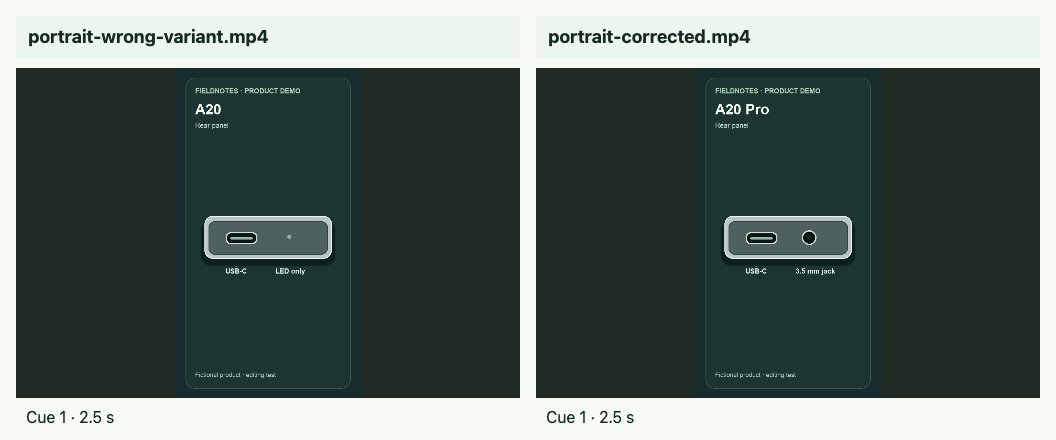 portrait-wrong-variant.mp4
FIELDNOTES · PRODUCT DEMO
A20
Rear panel
USB-C
LED only
Fictional product · editing test
Cue 1 · 2.5 s
portrait-corrected.mp4
FIELDNOTES · PRODUCT DEMO
A20 Pro
Rear panel
USB-C
3.5 mm jack
Fictional product · editing test
Cue 1 · 2.5 s